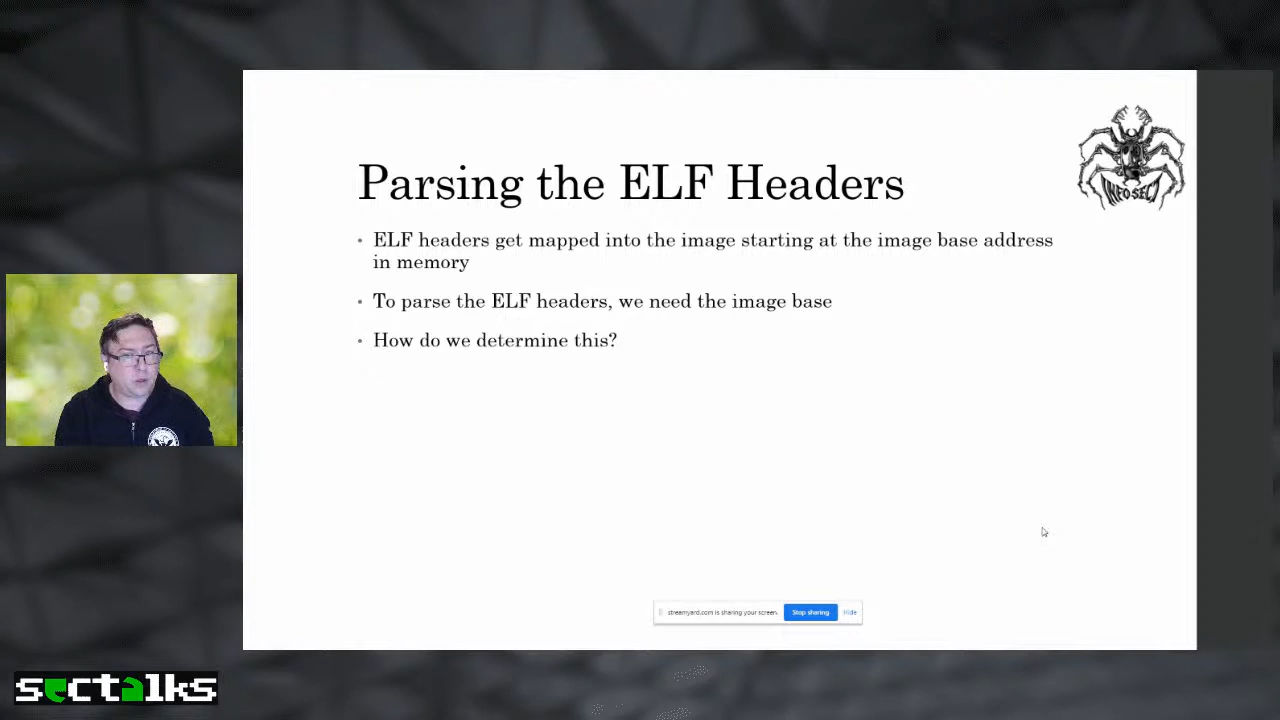 Parsing the ELF Headers
INFOSECT
• ELF headers get mapped into the image starting at the image base address
in memory
• To parse the ELF headers, we need the image base
• How do we determine this?
streamyard.com is sharing your screen.
Stop sharing
Hide
sectalks